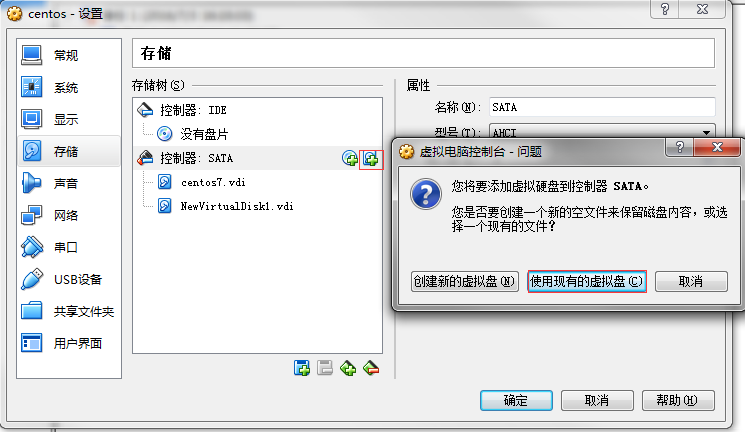 centos - 设置
常规
系统
显示
存储
声音
网络
串口
USB设备
共享文件夹
用户界面
存储
存储树(S)
控制器: IDE
没有盘片
控制器: SATA
centos7.vdi
NewVirtualDisk1.vdi
属性
名称(N): SATA
型号(T): AHCI
虚拟电脑控制台 - 问题
您将要添加虚拟硬盘到控制器 SATA。
您是否要创建一个新的空文件来保留磁盘内容，或选
择一个现有的文件？
创建新的虚拟盘(N)
使用现有的虚拟盘(C)
取消
确定
取消
帮助(H)